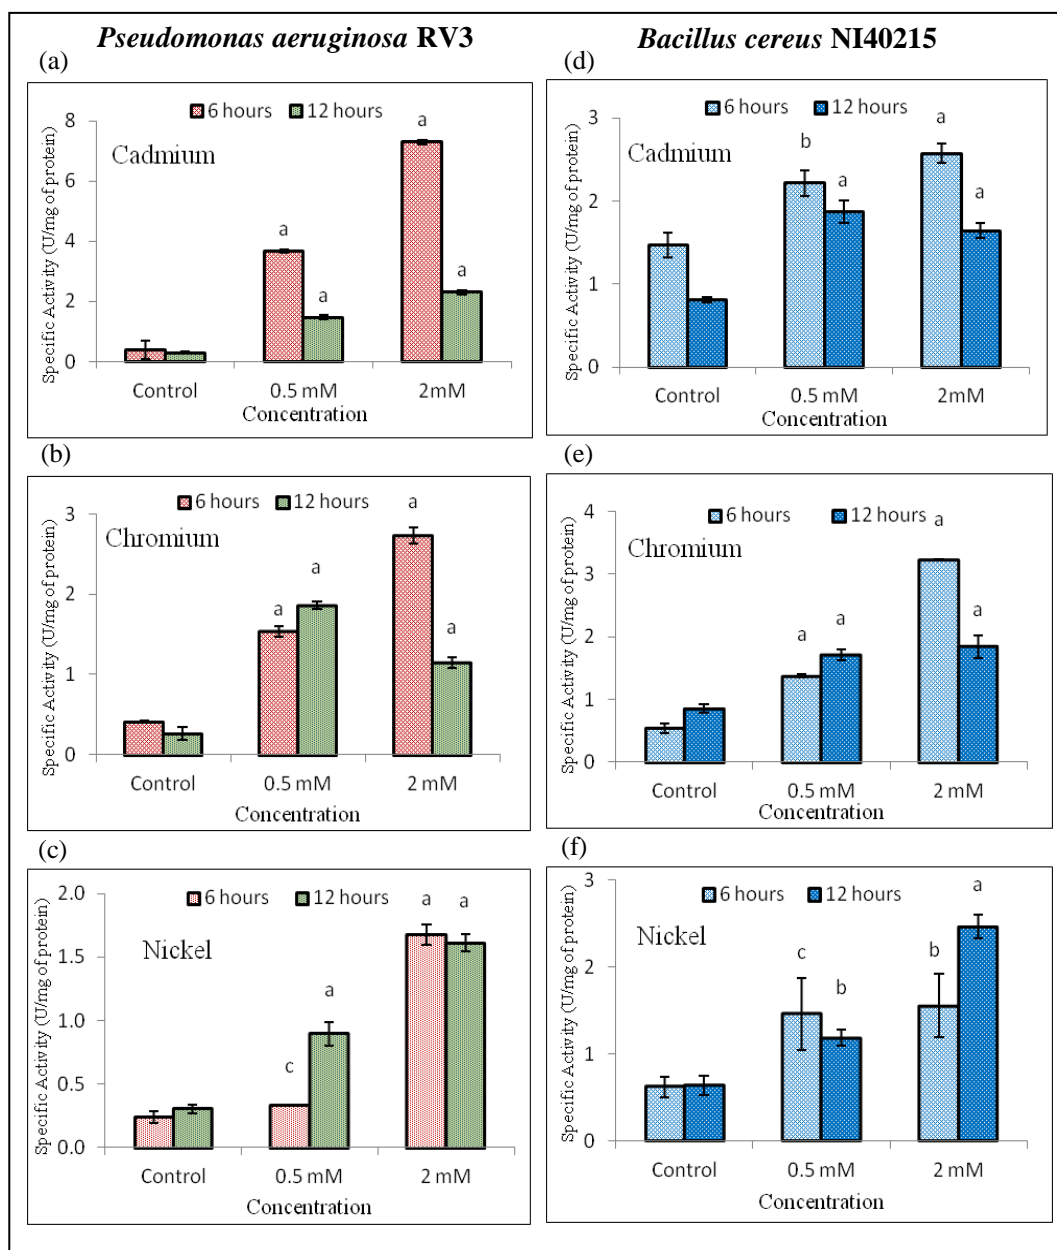 Pseudomonas aeruginosa RV3
Bacillus cereus NI40215
(a)
6 hours 12 hours
Cadmium
Specific Activity (U/mg of protein)
8
6
4
2
0
a
a
a
a
Control 0.5 mM 2mM
Concentration
(d)
6 hours 12 hours
Cadmium
Specific Activity (U/mg of protein)
3
2
1
0
b
a
a
a
Control 0.5 mM 2 mM
Concentration
(b)
6 hours 12 hours
Chromium
Specific Activity (U/mg of protein)
3
2
1
0
a
a
a
a
Control 0.5 mM 2 mM
Concentration
(e)
6 hours 12 hours
Chromium
Specific Activity (U/mg of protein)
4
3
2
1
0
a
a
a
a
Control 0.5 mM 2 mM
Concentration
(c)
6 hours 12 hours
Nickel
Specific Activity (U/mg of protein)
2.0
1.5
1.0
0.5
0.0
c
a
a
a
Control 0.5 mM 2 mM
Concentration
(f)
6 hours 12 hours
Nickel
Specific Activity (U/mg of protein)
3
2
1
0
c
b
b
a
Control 0.5 mM 2 mM
Concentration